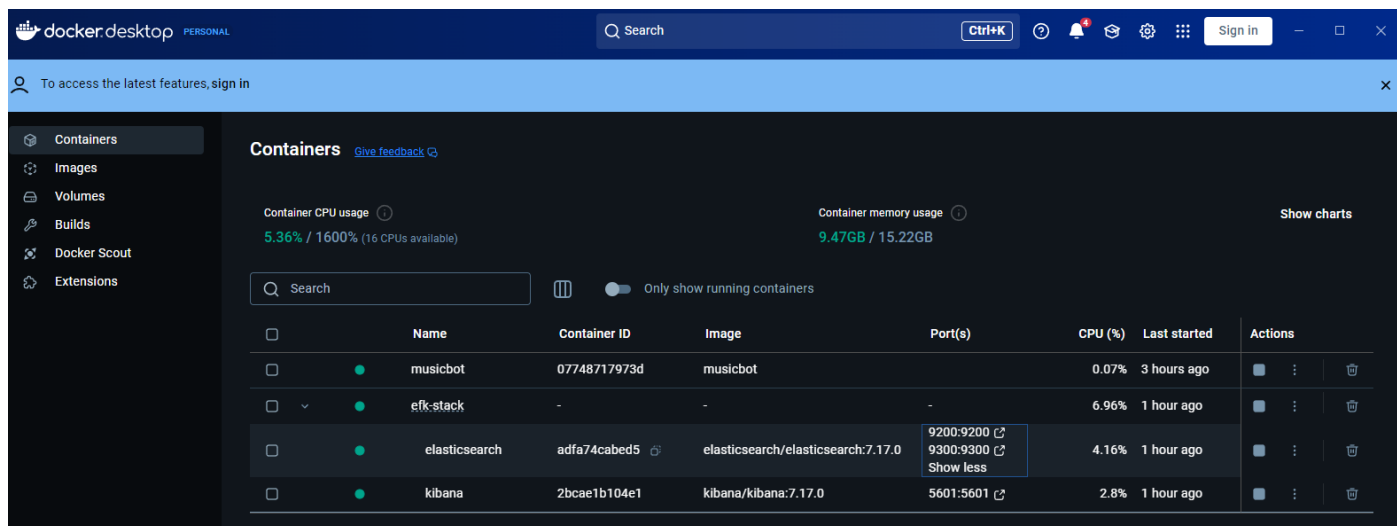 docker desktop PERSONAL Search Ctrl+K 4 Sign in
To access the latest features, sign in
Containers
Images
Volumes
Builds
Docker Scout
Extensions
Containers Give feedback
Container CPU usage
5.36% / 1600% (16 CPUs available)
Container memory usage
9.47GB / 15.22GB
Show charts
Search Only show running containers
Name Container ID Image Port(s) CPU (%) Last started Actions
musicbot 07748717973d musicbot 0.07% 3 hours ago
efk-stack - - - 6.96% 1 hour ago
elasticsearch adfa74cabed5 elasticsearch/elasticsearch:7.17.0 9200:9200 4.16% 1 hour ago
9300:9300
Show less
kibana 2bcae1b104e1 kibana/kibana:7.17.0 5601:5601 2.8% 1 hour ago